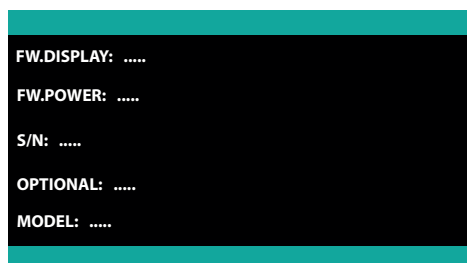 FW.DISPLAY: .....
FW.POWER: .....
S/N: .....
OPTIONAL: .....
MODEL: .....